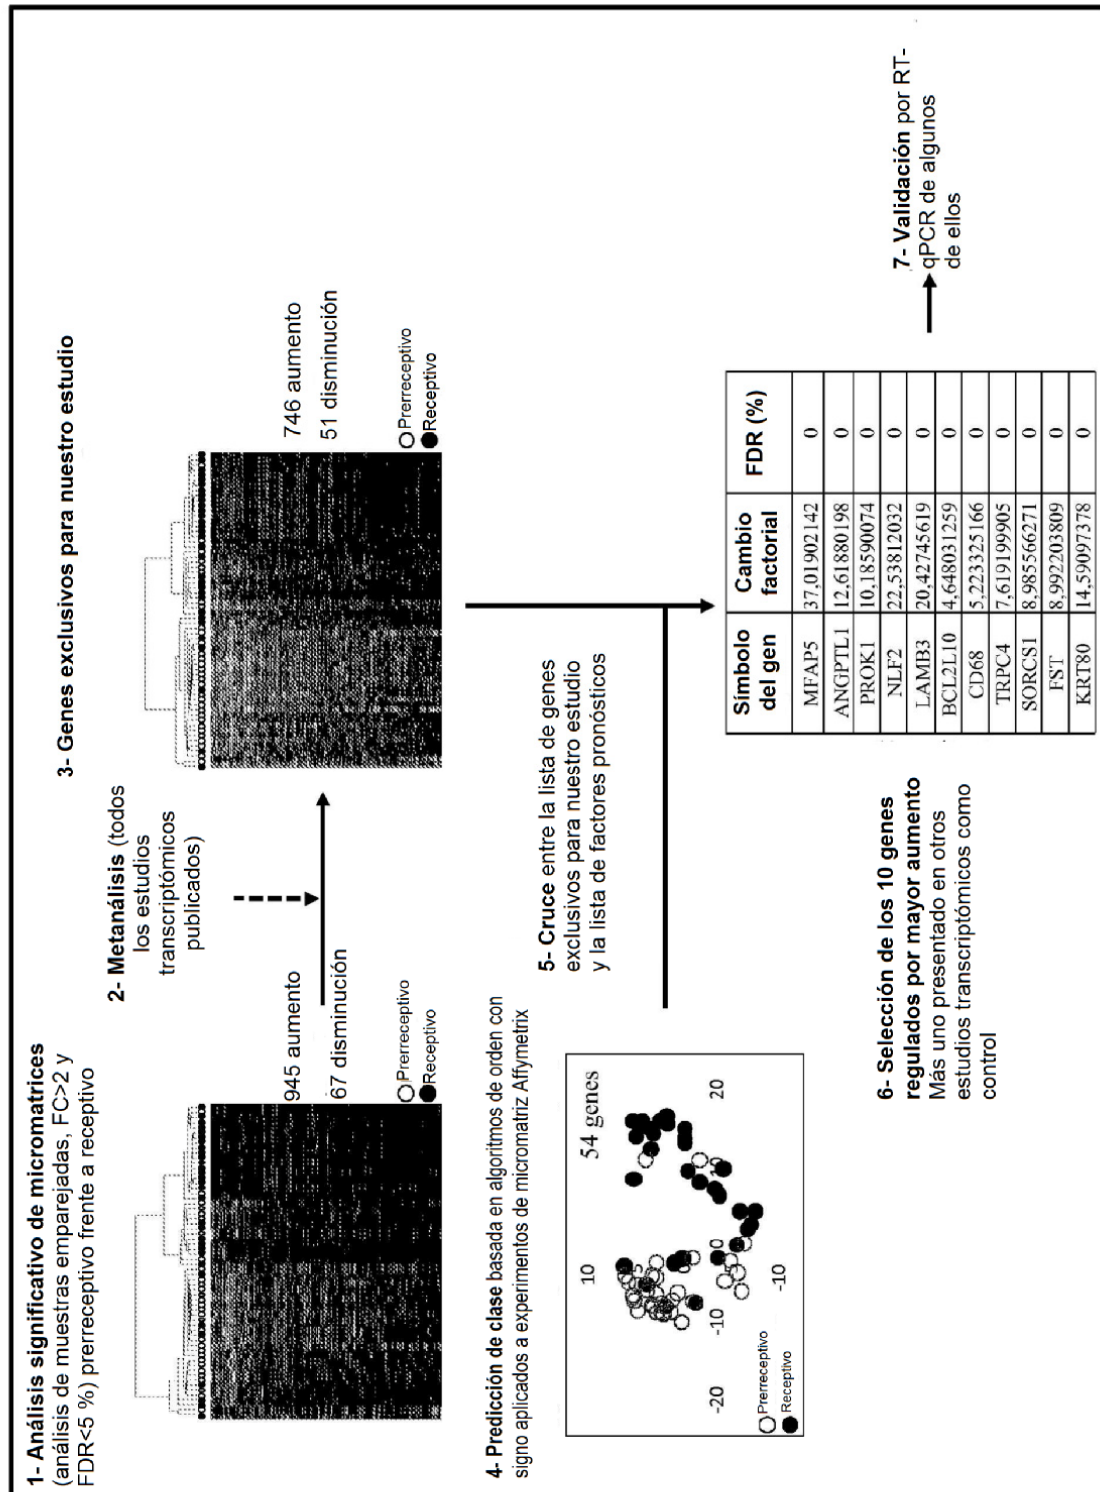 1- Análisis significativo de micromatrices
(análisis de muestras emparejadas, FC>2 y
FDR<5 %) prerreceptivo frente a receptivo
945 aumento
67 disminución
Prerreceptivo
Receptivo
2- Metanálisis (todos
los estudios
transcriptómicos
publicados)
3- Genes exclusivos para nuestro estudio
746 aumento
51 disminución
Prerreceptivo
Receptivo
4- Predicción de clase basada en algoritmos de orden con
signo aplicados a experimentos de micromatriz Affymetrix
54 genes
10
-20
-10
0
10
20
-10
Prerreceptivo
Receptivo
5- Cruce entre la lista de genes
exclusivos para nuestro estudio
y la lista de factores pronósticos
6- Selección de los 10 genes
regulados por mayor aumento
Más uno presentado en otros
estudios transcriptómicos como
control
Símbolo del gen Cambio factorial FDR (%)
MFAP5 37,01902142 0
ANGPTL1 12,61880198 0
PROK1 10,18590074 0
NLF2 22,53812032 0
LAMB3 20,42745619 0
BCL2L10 4,648031259 0
CD68 5,223325166 0
TRPC4 7,619199905 0
SORCS1 8,985566271 0
FST 8,992203809 0
KRT80 14,59097378 0
7- Validación por RT-
qPCR de algunos
de ellos